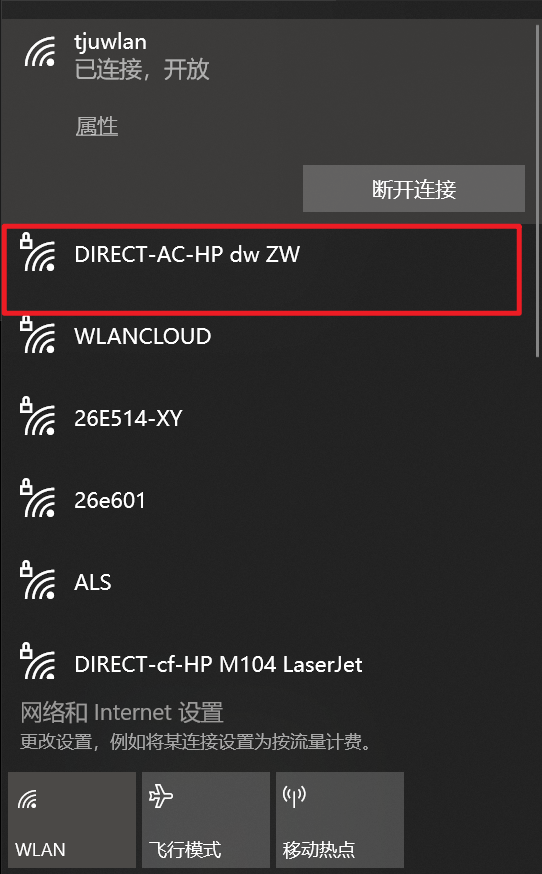 tjuwlan
已连接，开放
属性
断开连接
DIRECT-AC-HP dw ZW
WLANCLOUD
26E514-XY
26e601
ALS
DIRECT-cf-HP M104 LaserJet
网络和 Internet 设置
更改设置，例如将某连接设置为按流量计费。
WLAN
飞行模式
移动热点